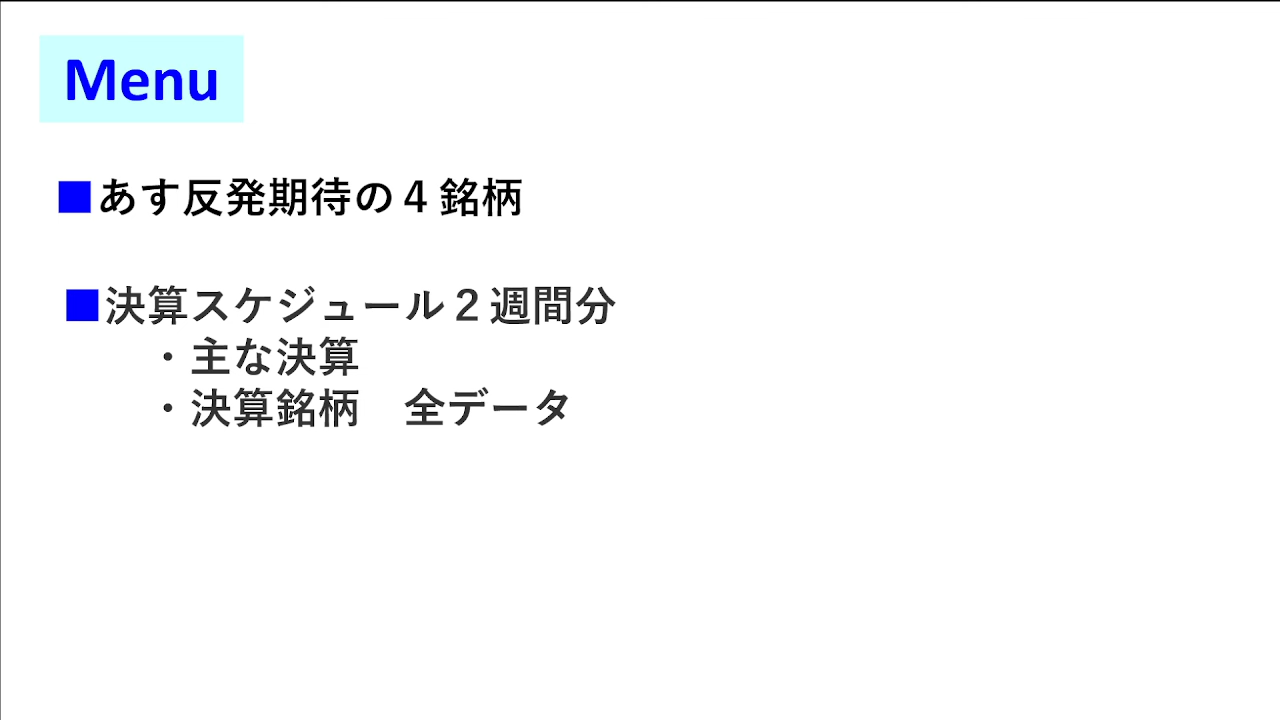 Menu
■あす反発期待の４銘柄
■決算スケジュール２週間分
・主な決算
・決算銘柄　全データ